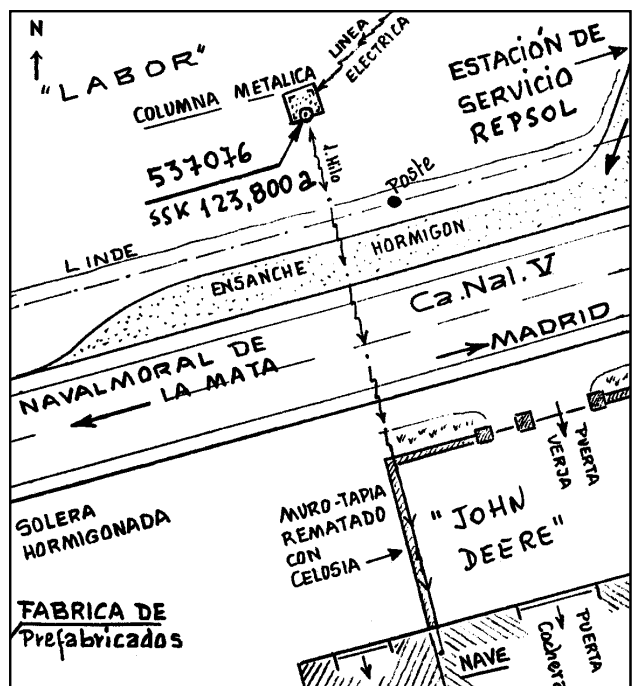 N
"LABOR"
LINEA
ELECTRICA
COLUMNA METALICA
ESTACIÓN DE
SERVICIO
REPSOL
537076
SSK 123,800 a
1. Hilo
Poste
LINDE
ENSANCHE HORMIGON
Ca. Nal. V
MADRID
NAVALMORAL DE
LA MATA
PUERTA
VERJA
SOLERA
HORMIGONADA
MURO-TAPIA
REMATADO
CON
CELOSIA
"JOHN
DEERE"
FABRICA DE
Prefabricados
NAVE
PUERTA
Cochera